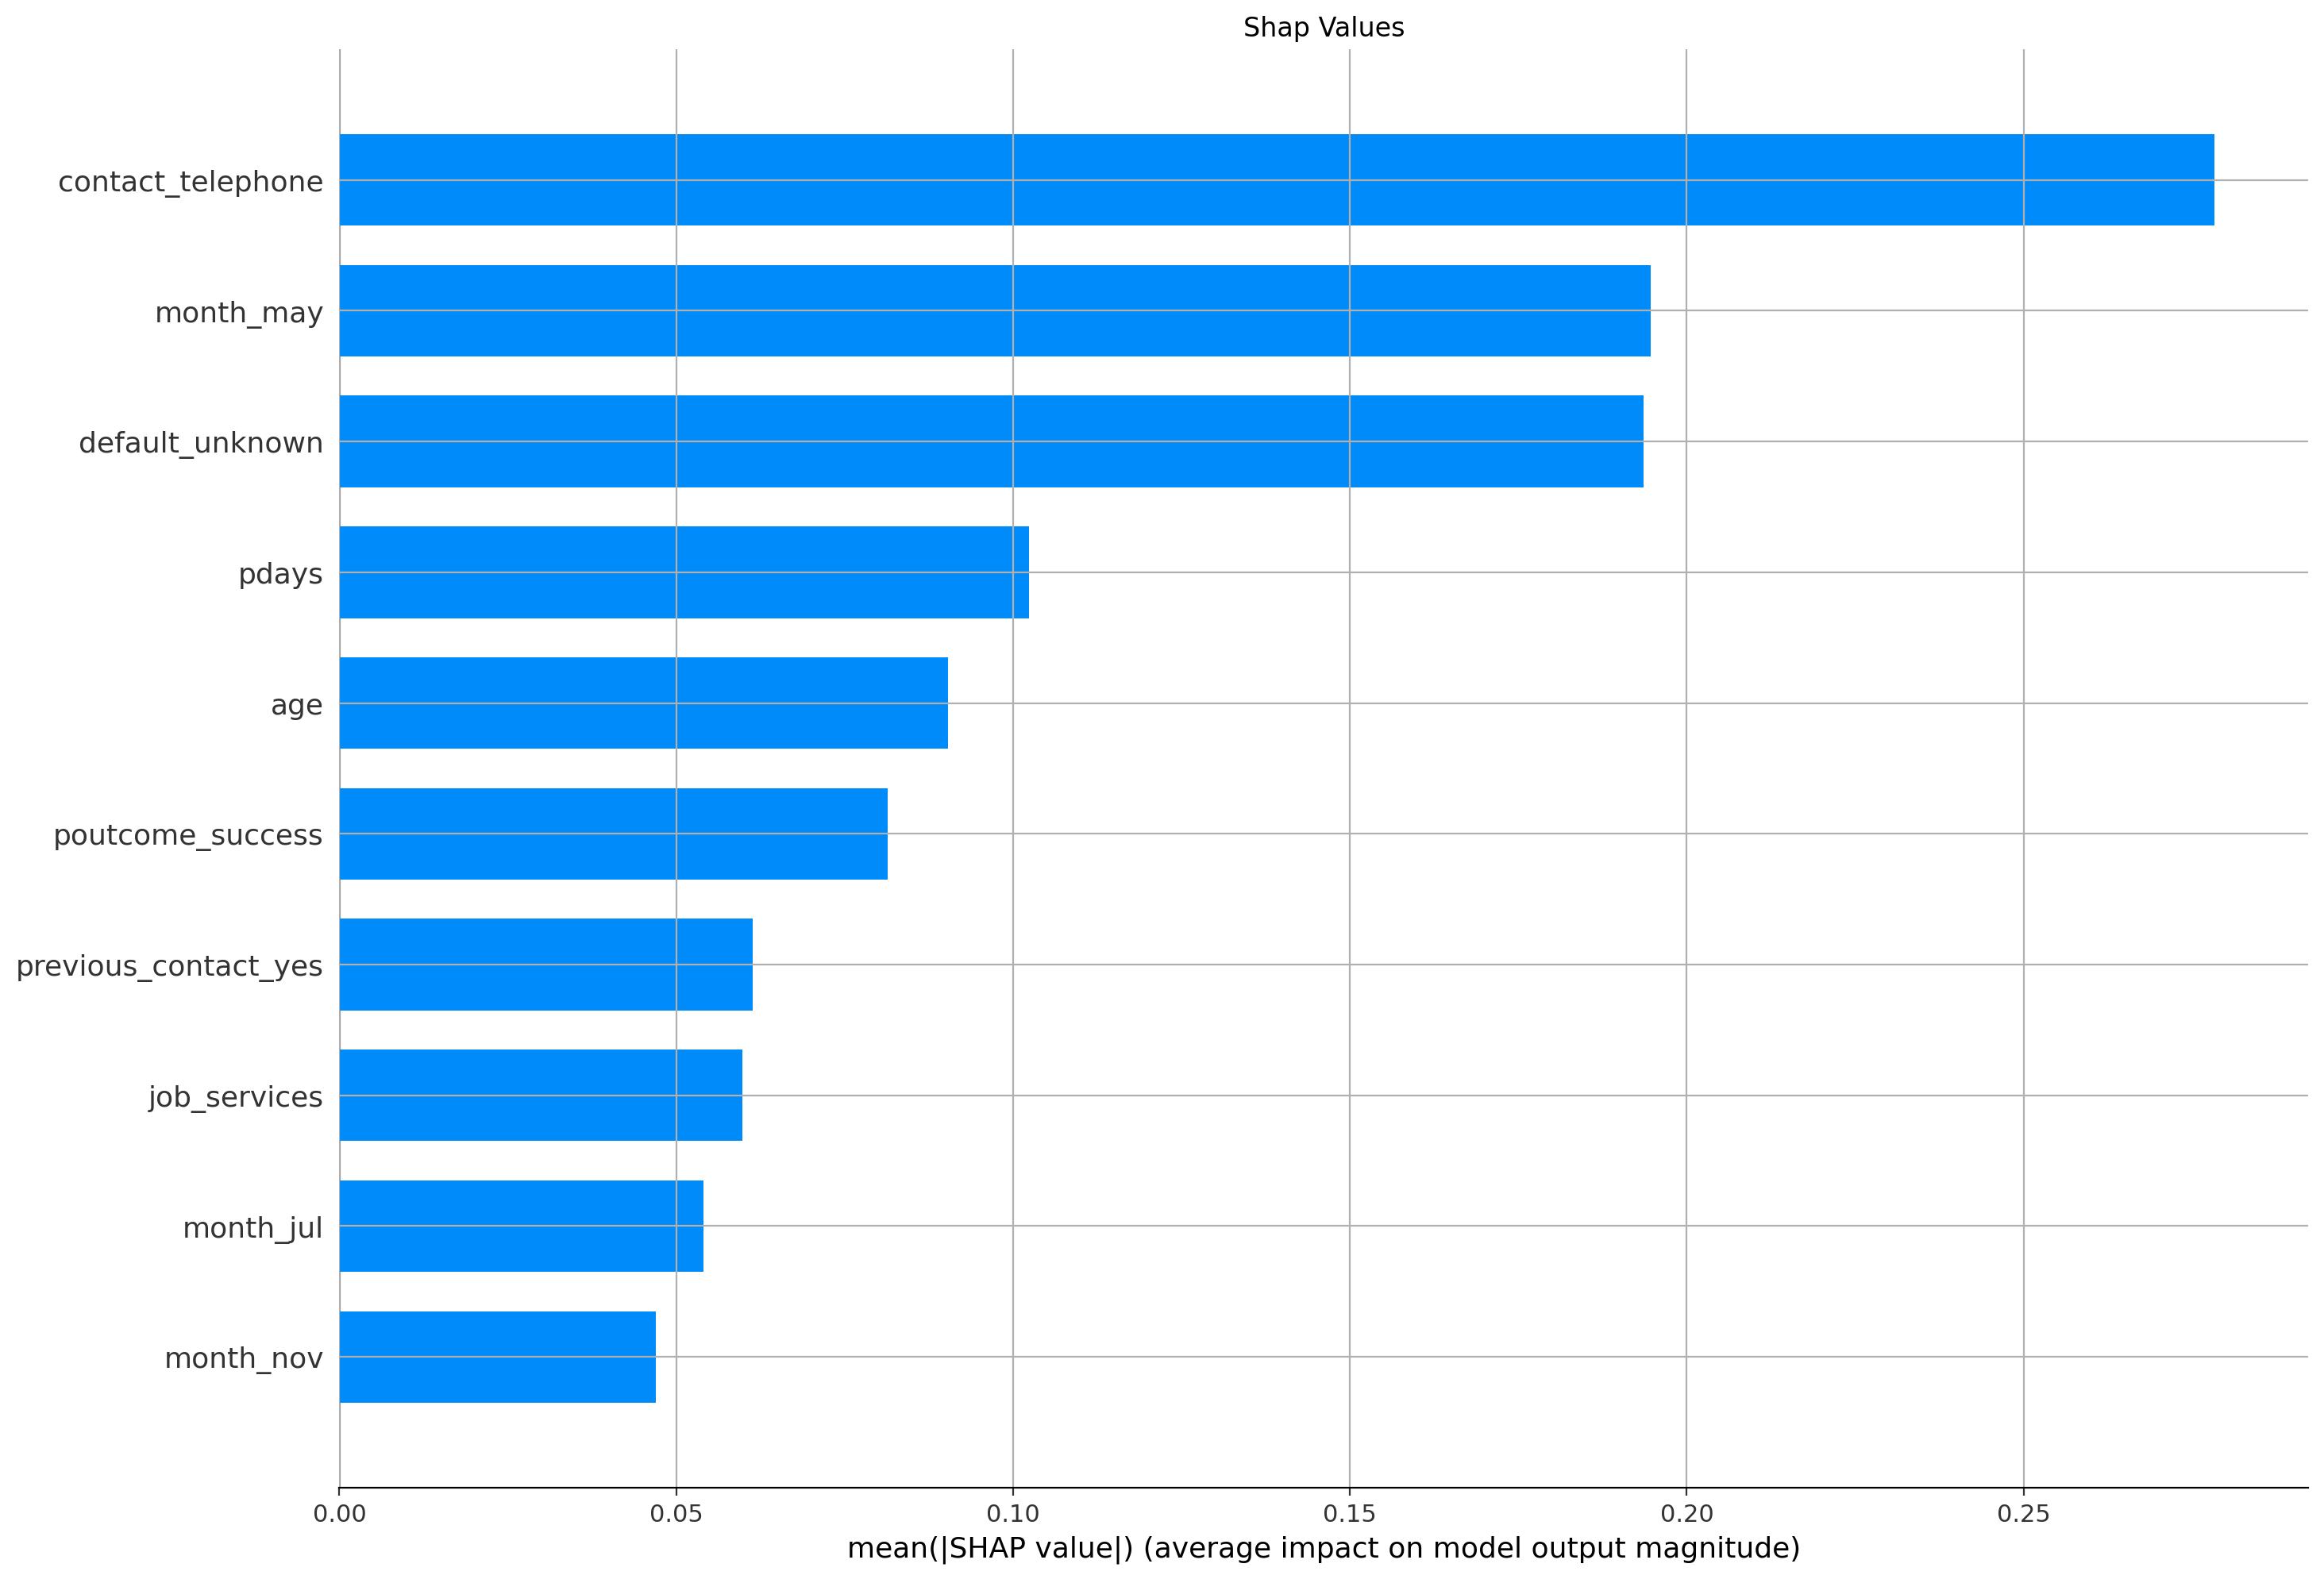 Shap Values
contact_telephone
month_may
default_unknown
pdays
age
poutcome_success
previous_contact_yes
job_services
month_jul
month_nov
0.00 0.05 0.10 0.15 0.20 0.25
mean(|SHAP value|) (average impact on model output magnitude)